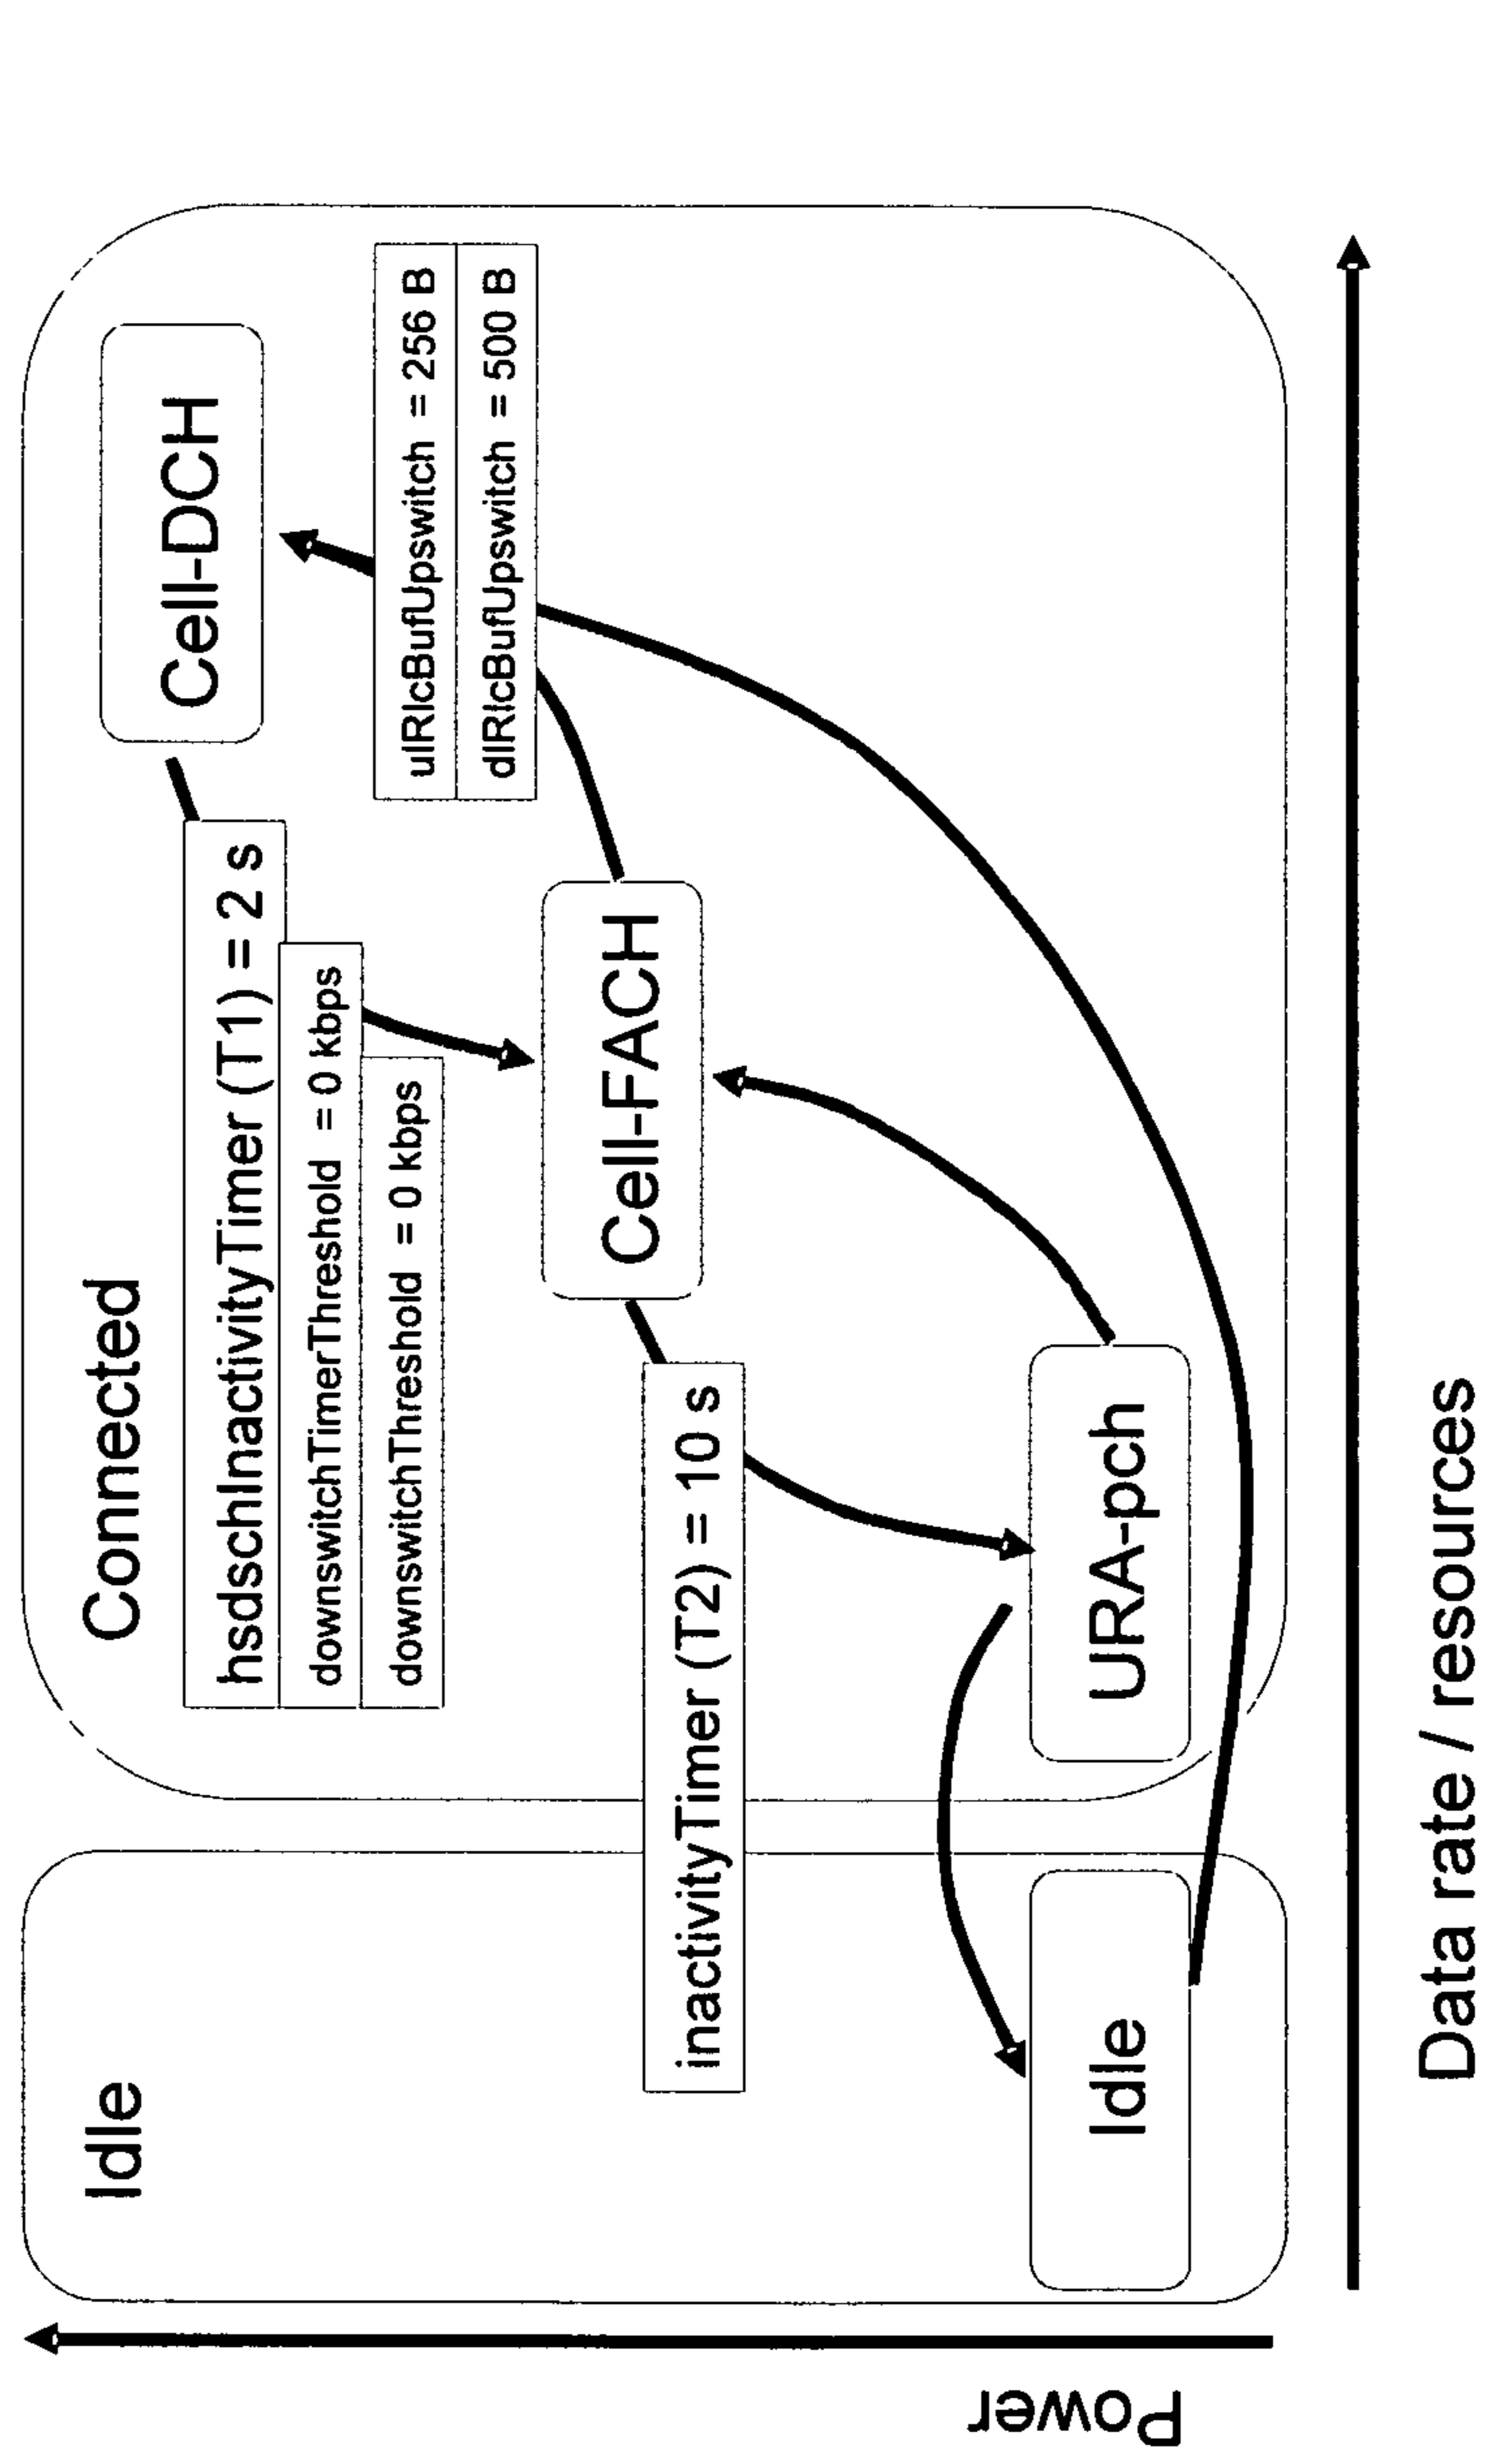 Idle
Connected
Cell-DCH
hsdschInactivityTimer (T1) = 2 s
downswitchTimerThreshold = 0 kbps
downswitchThreshold = 0 kbps
ulRlcBufUpswitch = 256 B
dlRlcBufUpswitch = 500 B
Cell-FACH
inactivityTimer (T2) = 10 s
Idle
URA-pch
Power
Data rate / resources